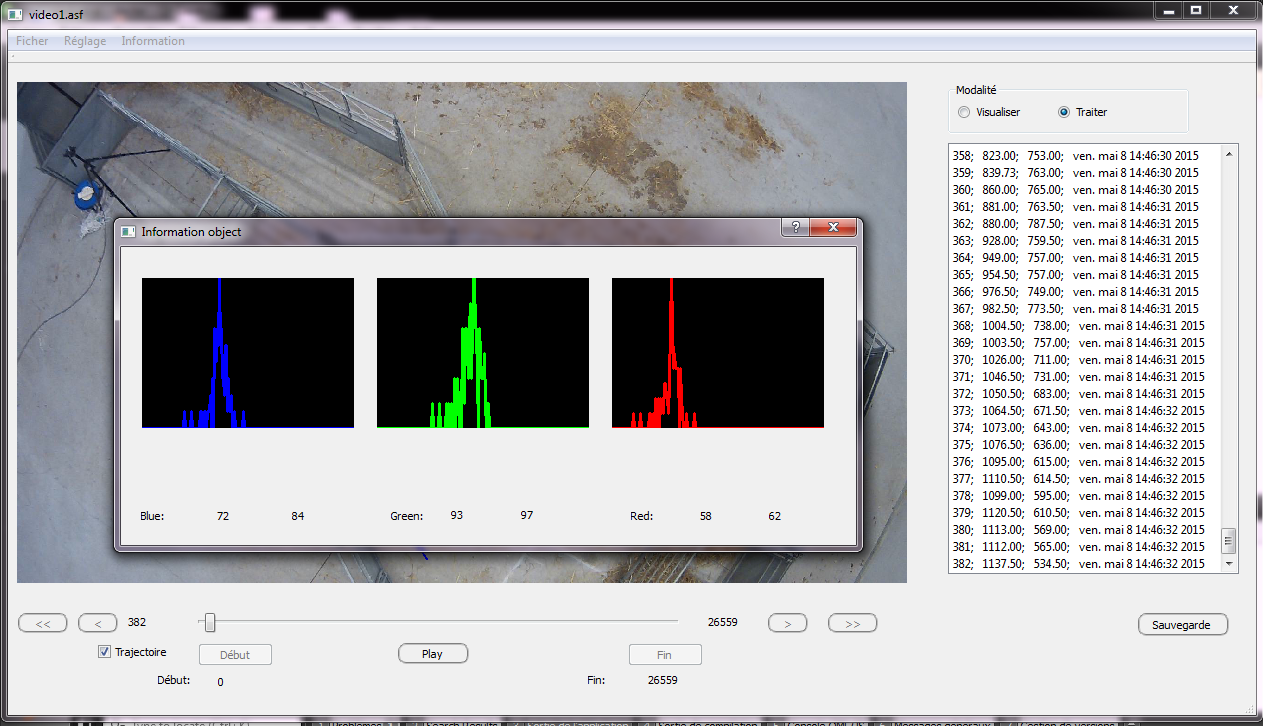 video1.asf
Ficher Réglage Information
Modalité
Visualiser Traiter
358; 823.00; 753.00; ven. mai 8 14:46:30 2015
359; 839.73; 763.00; ven. mai 8 14:46:30 2015
360; 860.00; 765.00; ven. mai 8 14:46:30 2015
361; 881.00; 763.50; ven. mai 8 14:46:31 2015
362; 880.00; 787.50; ven. mai 8 14:46:31 2015
363; 928.00; 759.50; ven. mai 8 14:46:31 2015
364; 949.00; 757.00; ven. mai 8 14:46:31 2015
365; 954.50; 757.00; ven. mai 8 14:46:31 2015
366; 976.50; 749.00; ven. mai 8 14:46:31 2015
367; 982.50; 773.50; ven. mai 8 14:46:31 2015
368; 1004.50; 738.00; ven. mai 8 14:46:31 2015
369; 1003.50; 757.00; ven. mai 8 14:46:31 2015
370; 1026.00; 711.00; ven. mai 8 14:46:31 2015
371; 1046.50; 731.00; ven. mai 8 14:46:31 2015
372; 1050.50; 683.00; ven. mai 8 14:46:31 2015
373; 1064.50; 671.50; ven. mai 8 14:46:32 2015
374; 1073.00; 643.00; ven. mai 8 14:46:32 2015
375; 1076.50; 636.00; ven. mai 8 14:46:32 2015
376; 1095.00; 615.00; ven. mai 8 14:46:32 2015
377; 1110.50; 614.50; ven. mai 8 14:46:32 2015
378; 1099.00; 595.00; ven. mai 8 14:46:32 2015
379; 1120.50; 610.50; ven. mai 8 14:46:32 2015
380; 1113.00; 569.00; ven. mai 8 14:46:32 2015
381; 1112.00; 565.00; ven. mai 8 14:46:32 2015
382; 1137.50; 534.50; ven. mai 8 14:46:32 2015
Information object
Blue: 72 84 Green: 93 97 Red: 58 62
<< < 382 26559 > >>
Sauvegarde
Trajectoire Début Play Fin
Début: 0 Fin: 26559